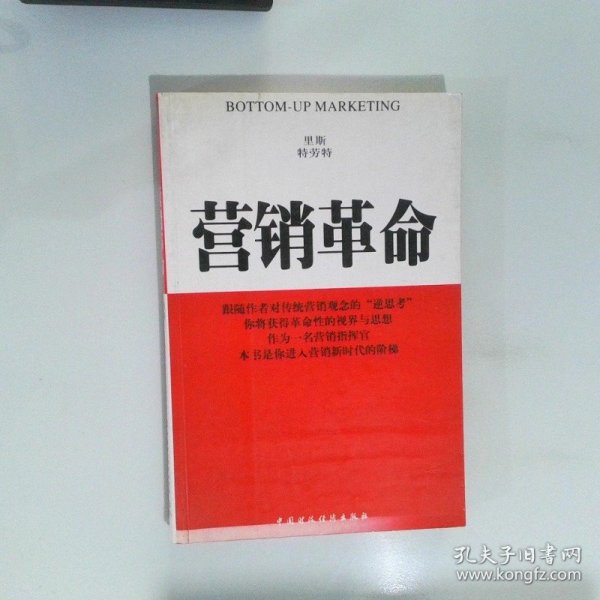 BOTTOM-UP MARKETING
里斯
特劳特
营销革命
跟随作者对传统营销观念的“逆思考”
你将获得革命性的视界与思想
作为一名营销指挥官
本书是你进入营销新时代的阶梯
中国财政经济出版社
孔夫子旧书网
www.kongfz.com